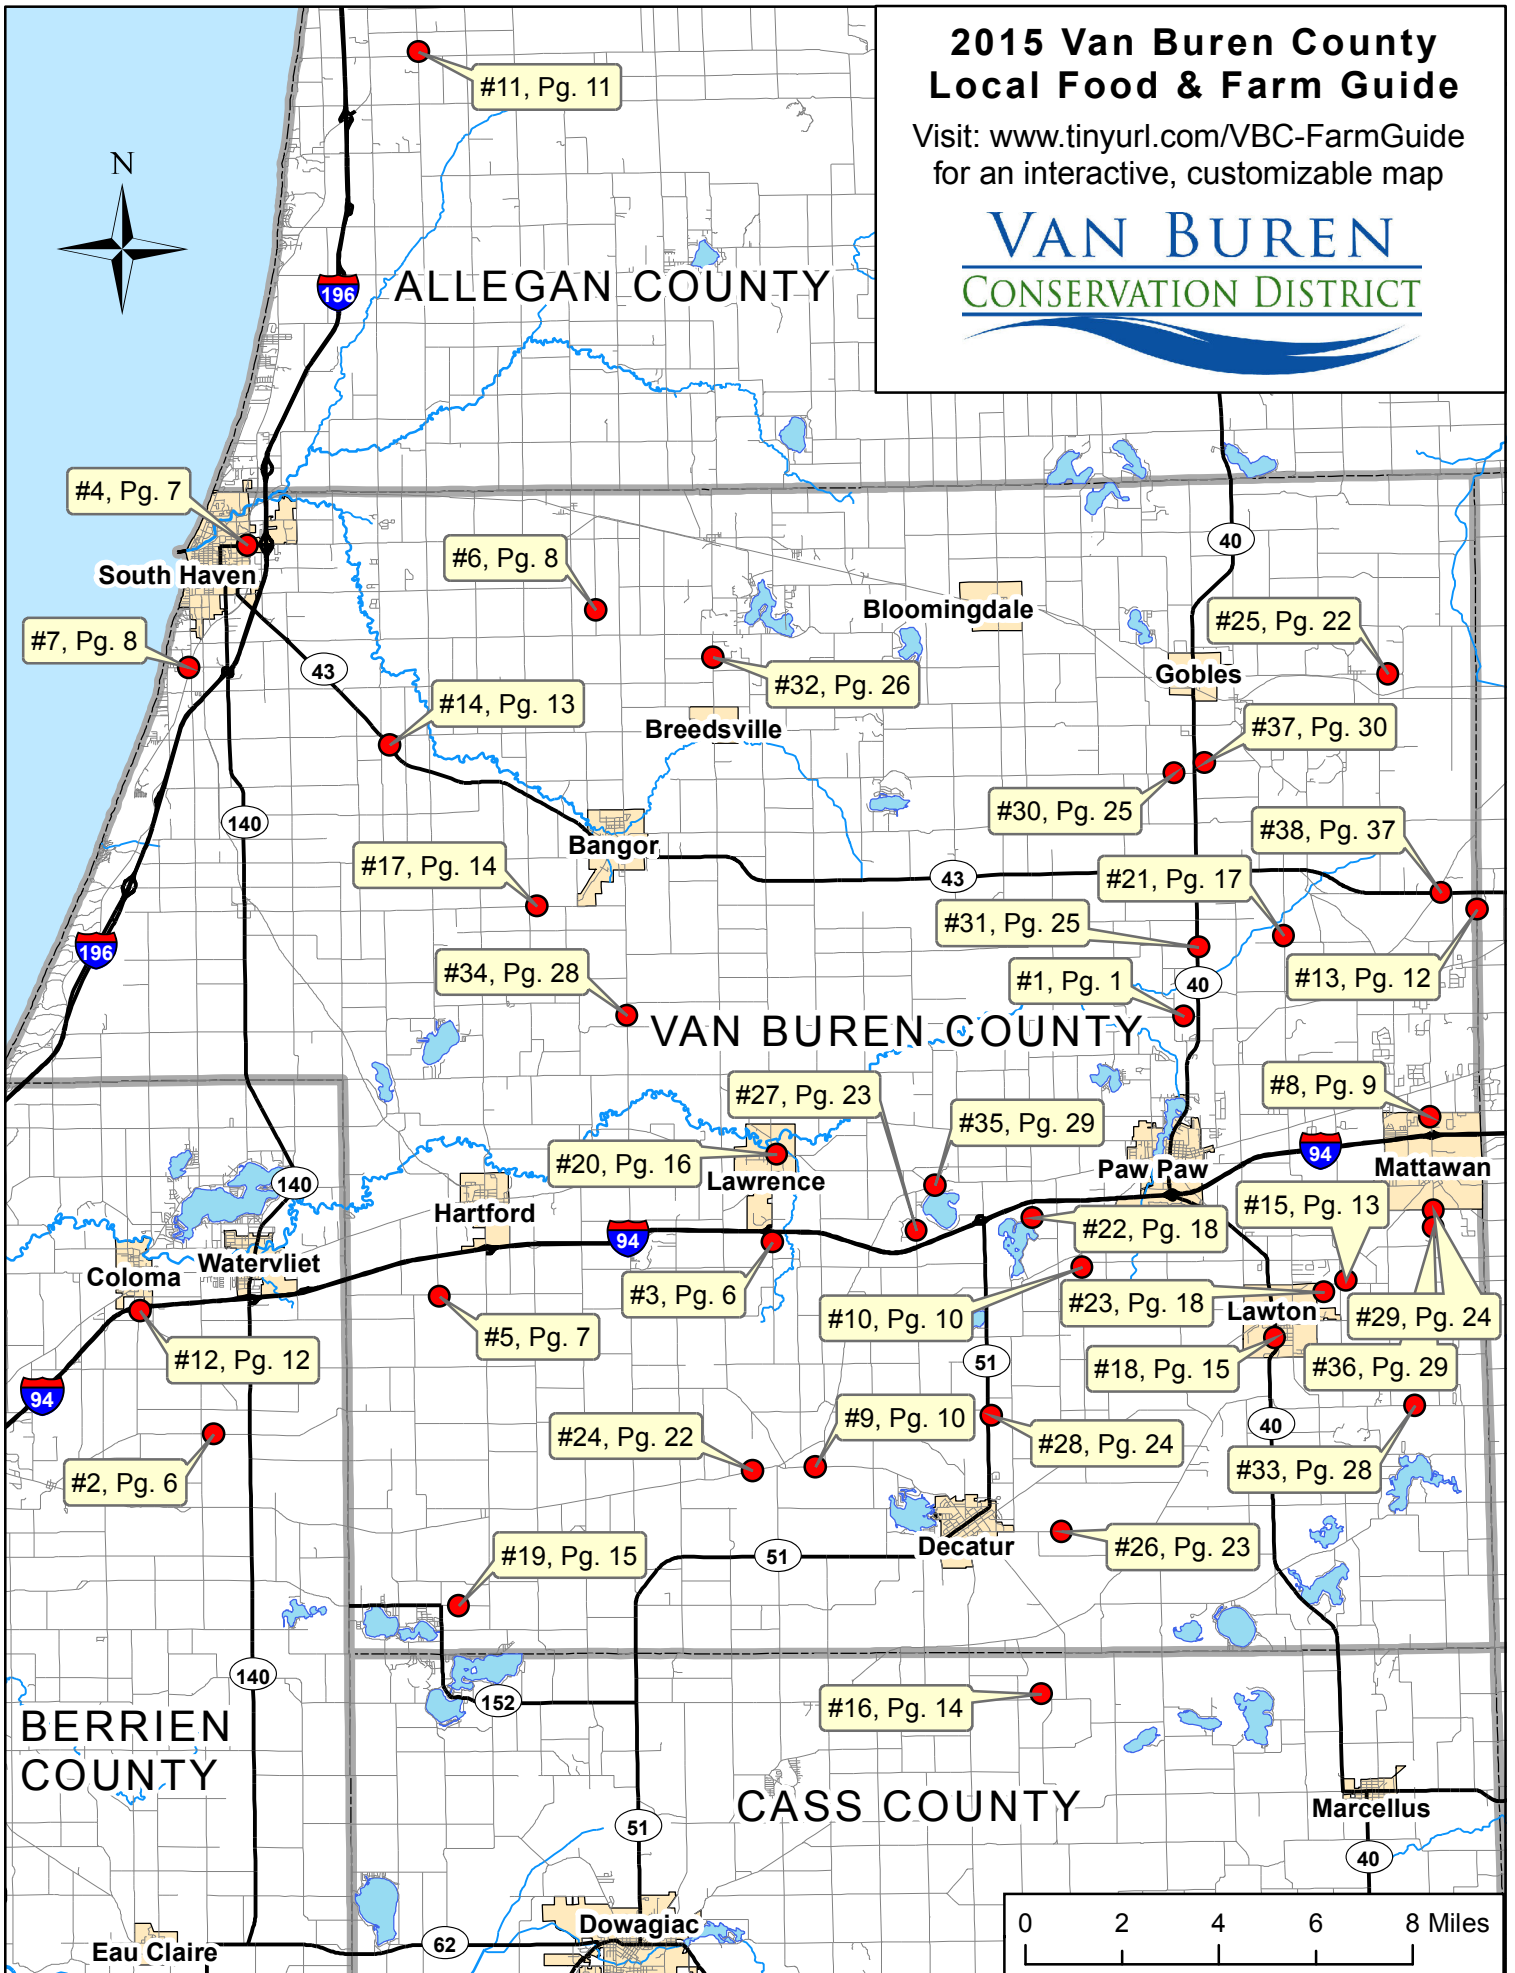 2015 Van Buren County
Local Food & Farm Guide
Visit: www.tinyurl.com/VBC-FarmGuide
for an interactive, customizable map
VAN BUREN
CONSERVATION DISTRICT
#11, Pg. 11
N
196
ALLEGAN COUNTY
#4, Pg. 7
South Haven
#6, Pg. 8
40
Bloomingdale
#25, Pg. 22
#7, Pg. 8
43
#32, Pg. 26
Gobles
#14, Pg. 13
Breedsville
#37, Pg. 30
#30, Pg. 25
140
#38, Pg. 37
Bangor
#17, Pg. 14
43
#21, Pg. 17
#31, Pg. 25
196
#34, Pg. 28
#13, Pg. 12
#1, Pg. 1
40
VAN BUREN COUNTY
#8, Pg. 9
#27, Pg. 23
#35, Pg. 29
94
#20, Pg. 16
Lawrence
Paw Paw
Mattawan
140
Hartford
#15, Pg. 13
#22, Pg. 18
94
Coloma
Watervliet
#3, Pg. 6
#10, Pg. 10
#23, Pg. 18
Lawton
#29, Pg. 24
#5, Pg. 7
#12, Pg. 12
51
#18, Pg. 15
#36, Pg. 29
94
#9, Pg. 10
40
#24, Pg. 22
#28, Pg. 24
#33, Pg. 28
#2, Pg. 6
Decatur
#26, Pg. 23
#19, Pg. 15
51
140
152
#16, Pg. 14
BERRIEN
COUNTY
CASS COUNTY
Marcellus
51
40
Dowagiac
0 2 4 6 8 Miles
Eau Claire
62